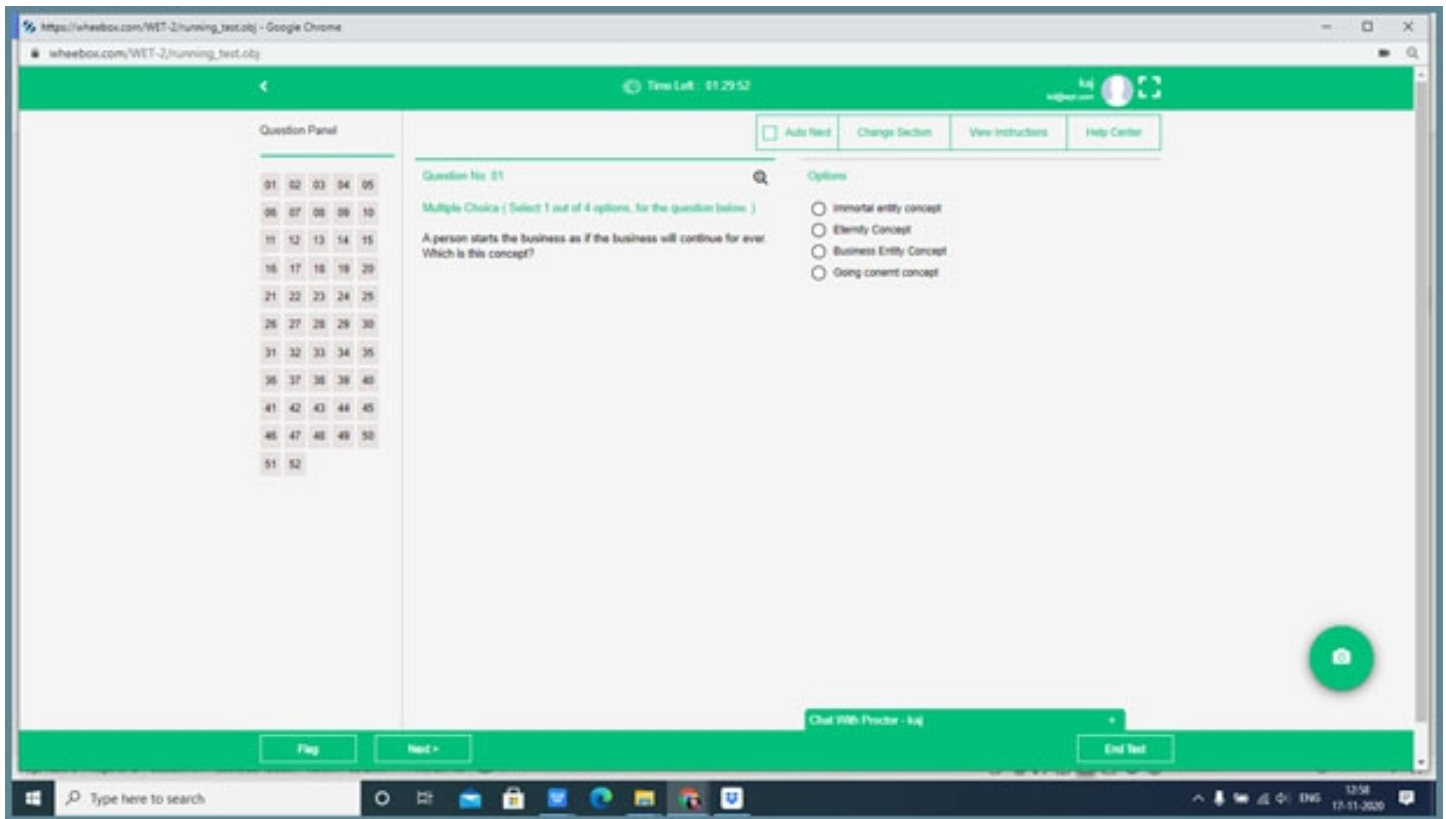 https://wheebox.com/WET-2/running_test.obj - Google Chrome
wheebox.com/WET-2/running_test.obj
Time Left : 01:29:52
kaj
Question Panel
Auto Next
Change Section
View Instructions
Help Center
01 02 03 04 05
06 07 08 09 10
11 12 13 14 15
16 17 18 19 20
21 22 23 24 25
26 27 28 29 30
31 32 33 34 35
36 37 38 39 40
41 42 43 44 45
46 47 48 49 50
51 52
Question No: 01
Multiple Choice ( Select 1 out of 4 options, for the question below. )
A person starts the business as if the business will continue for ever.
Which is this concept?
Options
Immortal entity concept
Eternity Concept
Business Entity Concept
Going conernt concept
Chat With Proctor - kaj
+
Flag
Next >
End Test
Type here to search
ENG
12:58
17-11-2020